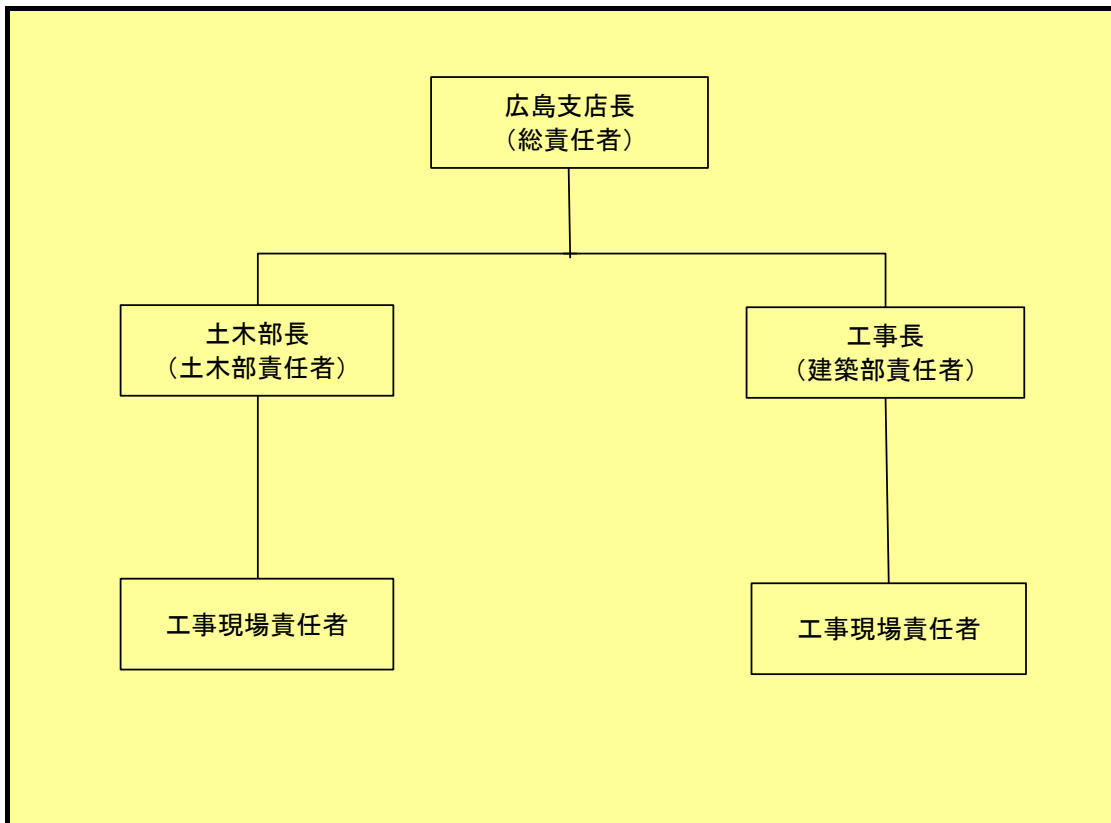 広島支店長
（総責任者）
土木部長
（土木部責任者）
工事長
（建築部責任者）
工事現場責任者
工事現場責任者